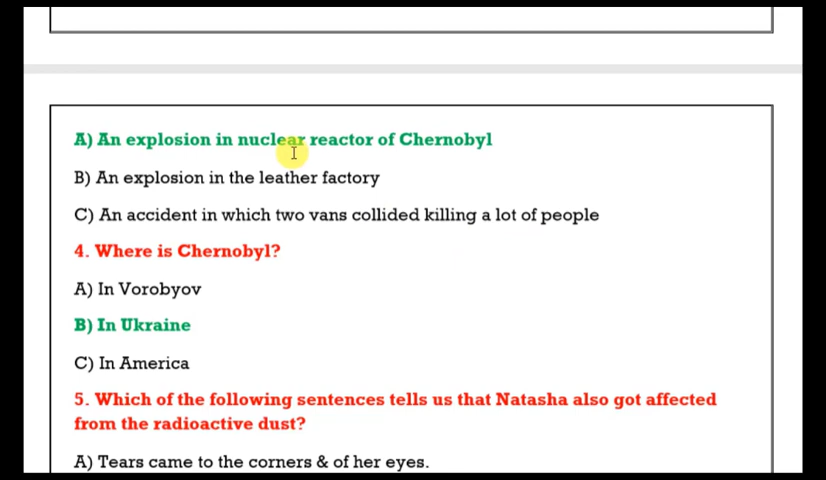 A) An explosion in nuclear reactor of Chernobyl
B) An explosion in the leather factory
C) An accident in which two vans collided killing a lot of people
4. Where is Chernobyl?
A) In Vorobyov
B) In Ukraine
C) In America
5. Which of the following sentences tells us that Natasha also got affected
from the radioactive dust?
A) Tears came to the corners & of her eyes.